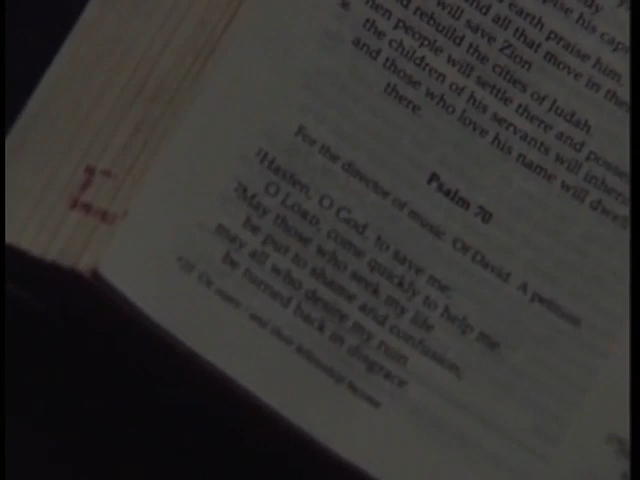 earth praise him,
and all that move in them
will save Zion
and rebuild the cities of Judah.
people will settle there and possess
the children of his servants will inherit
and those who love his name will dwell
there.
Psalm 70
For the director of music. Of David. A petition.
¹Hasten, O God, to save me;
O LORD, come quickly to help me.
²May those who seek my life
be put to shame and confusion;
may all who desire my ruin
be turned back in disgrace